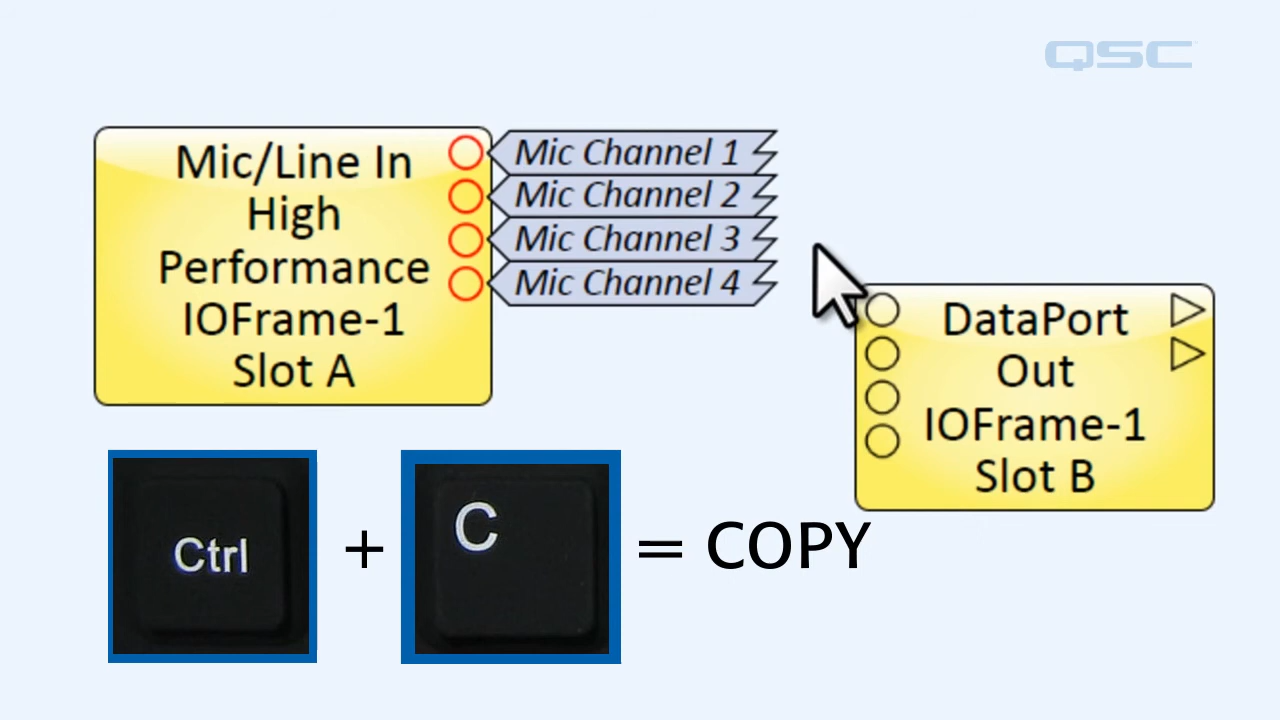 QSC
Mic/Line In
High
Performance
IOFrame-1
Slot A
Mic Channel 1
Mic Channel 2
Mic Channel 3
Mic Channel 4
DataPort
Out
IOFrame-1
Slot B
Ctrl + C = COPY